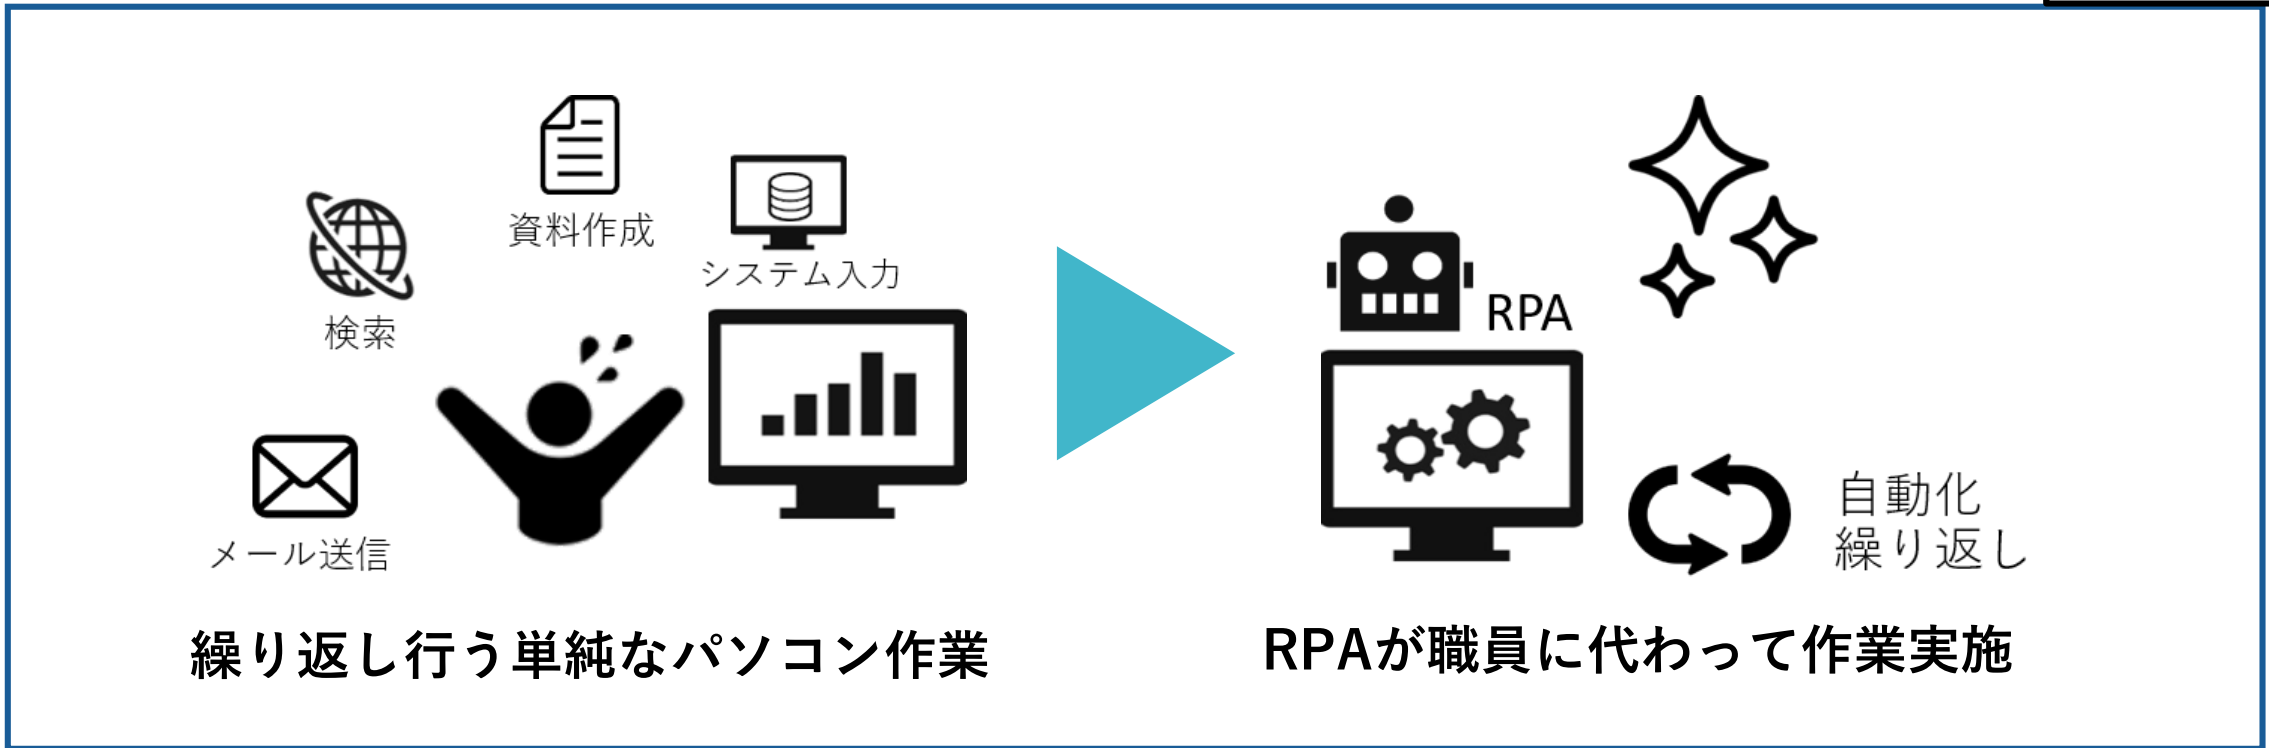 資料作成
システム入力
検索
メール送信
繰り返し行う単純なパソコン作業
RPA
自動化
繰り返し
RPAが職員に代わって作業実施